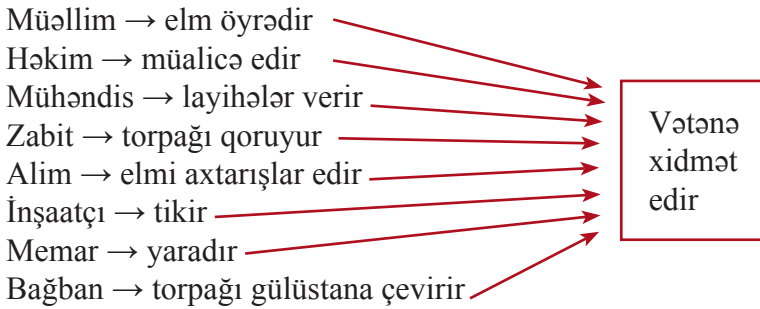 Müəllim → elm öyrədir
Həkim → müalicə edir
Mühəndis → layihələr verir
Zabit → torpağı qoruyur
Alim → elmi axtarışlar edir
İnşaatçı → tikir
Memar → yaradır
Bağban → torpağı gülüstana çevirir
Vətənə
xidmət
edir